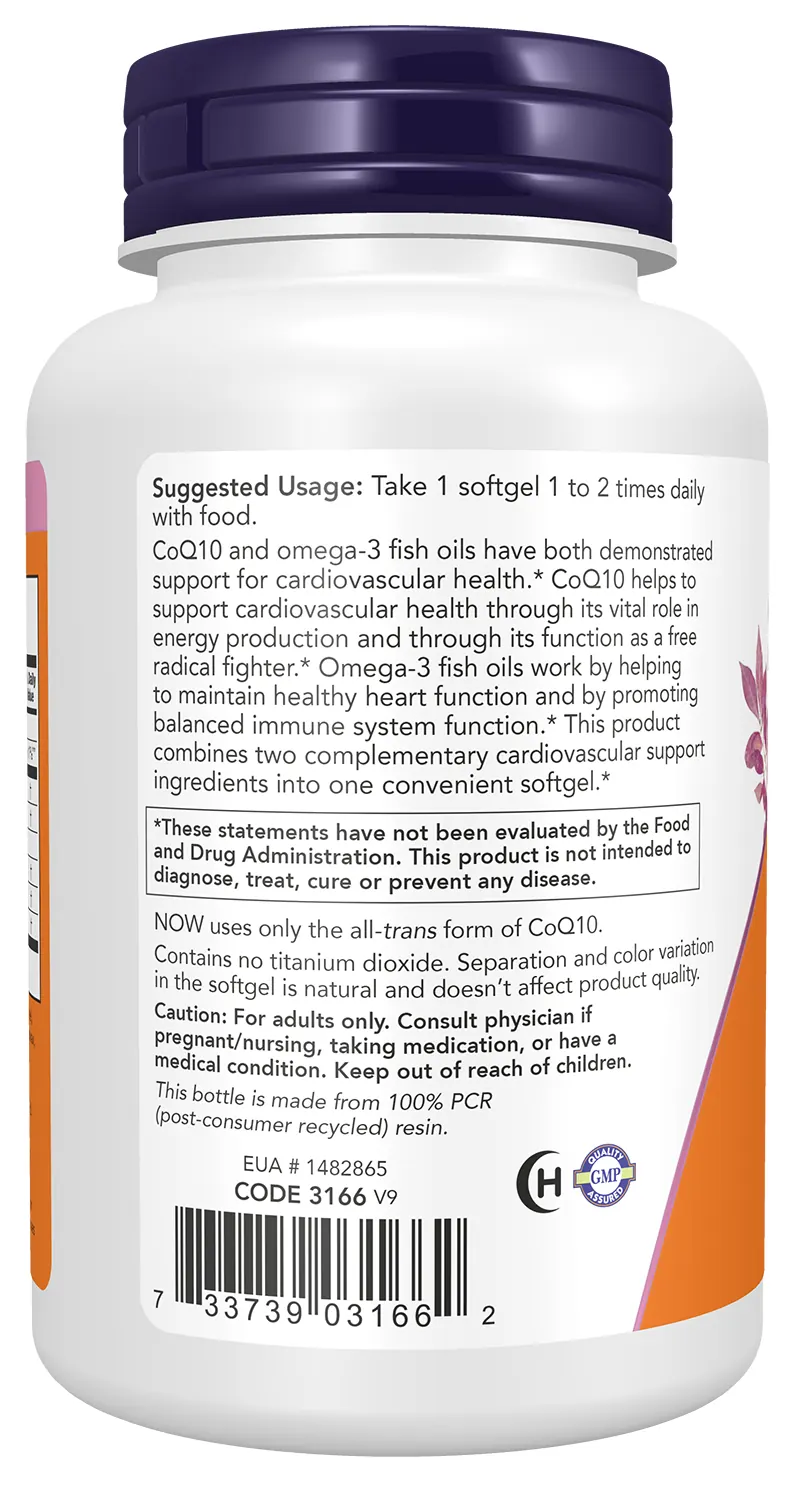 Suggested Usage: Take 1 softgel 1 to 2 times daily
with food.
CoQ10 and omega-3 fish oils have both demonstrated
support for cardiovascular health.* CoQ10 helps to
support cardiovascular health through its vital role in
energy production and through its function as a free
radical fighter.* Omega-3 fish oils work by helping
to maintain healthy heart function and by promoting
balanced immune system function.* This product
combines two complementary cardiovascular support
ingredients into one convenient softgel.*
*These statements have not been evaluated by the Food
and Drug Administration. This product is not intended to
diagnose, treat, cure or prevent any disease.
NOW uses only the all-trans form of CoQ10.
Contains no titanium dioxide. Separation and color variation
in the softgel is natural and doesn't affect product quality.
Caution: For adults only. Consult physician if
pregnant/nursing, taking medication, or have a
medical condition. Keep out of reach of children.
This bottle is made from 100% PCR
(post-consumer recycled) resin.
EUA # 1482865
CODE 3166 V9
H
QUALITY
GMP
ASSURED
7 33739 03166 2
Daily